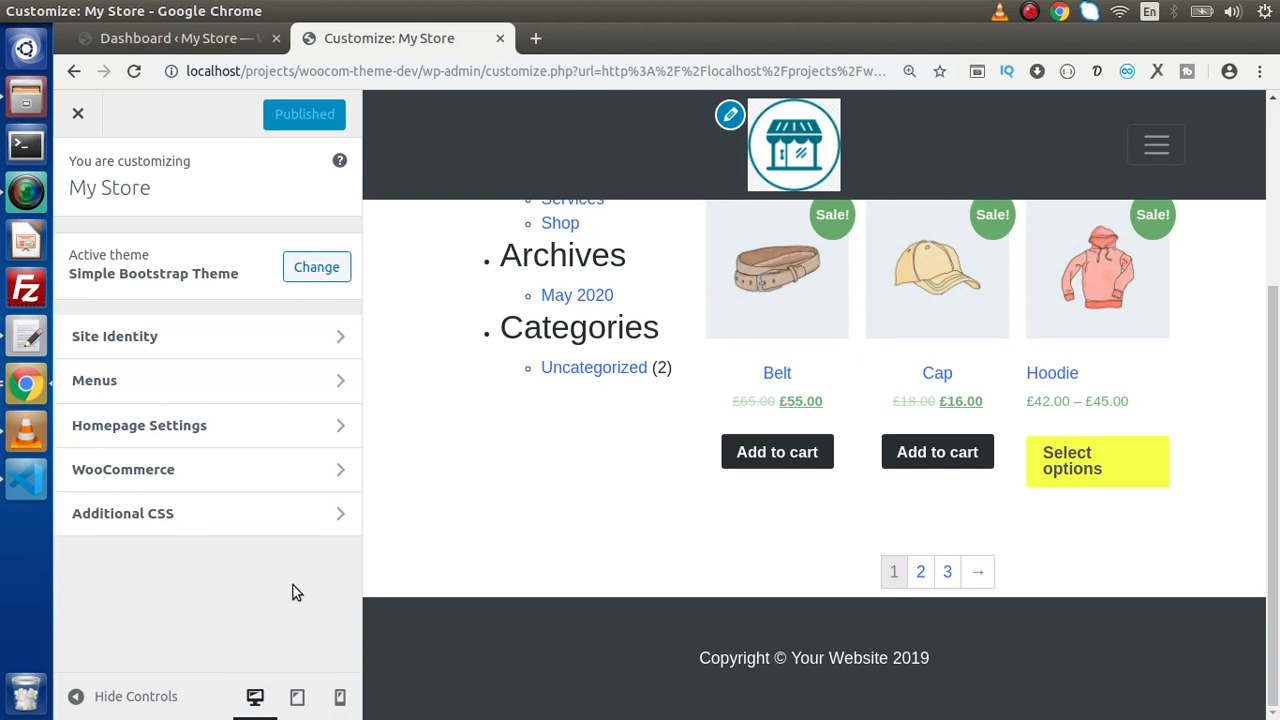 Customize: My Store - Google Chrome
En
Dashboard ‹ My Store — W
Customize: My Store
localhost/projects/woocom-theme-dev/wp-admin/customize.php?url=http%3A%2F%2Flocalhost%2Fprojects%2Fw...
IQ
Published
You are customizing
My Store
Active theme
Simple Bootstrap Theme
Change
Site Identity
Menus
Homepage Settings
WooCommerce
Additional CSS
Hide Controls
Services
Shop
Archives
May 2020
Categories
Uncategorized (2)
Sale!
Sale!
Sale!
Belt
Cap
Hoodie
£65.00 £55.00
£18.00 £16.00
£42.00 – £45.00
Add to cart
Add to cart
Select options
1 2 3 →
Copyright © Your Website 2019